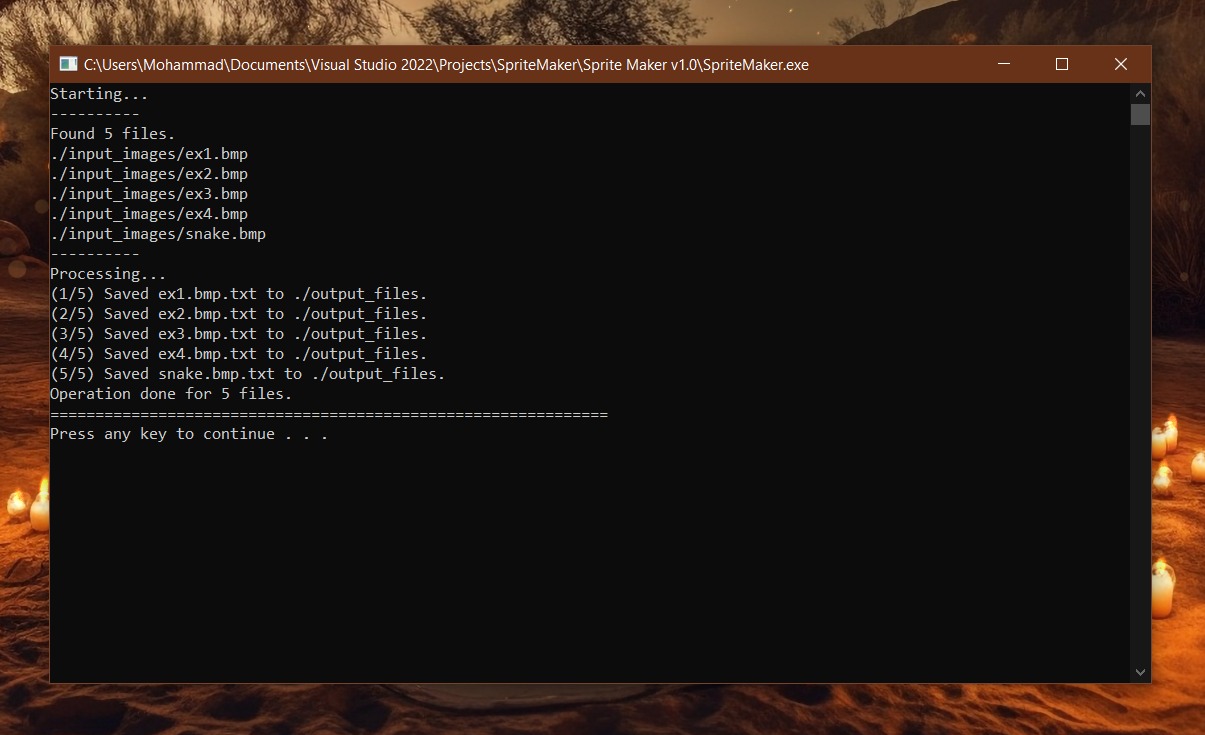 C:\Users\Mohammad\Documents\Visual Studio 2022\Projects\SpriteMaker\Sprite Maker v1.0\SpriteMaker.exe
Starting...
----------
Found 5 files.
./input_images/ex1.bmp
./input_images/ex2.bmp
./input_images/ex3.bmp
./input_images/ex4.bmp
./input_images/snake.bmp
----------
Processing...
(1/5) Saved ex1.bmp.txt to ./output_files.
(2/5) Saved ex2.bmp.txt to ./output_files.
(3/5) Saved ex3.bmp.txt to ./output_files.
(4/5) Saved ex4.bmp.txt to ./output_files.
(5/5) Saved snake.bmp.txt to ./output_files.
Operation done for 5 files.
==============================================================
Press any key to continue . . .